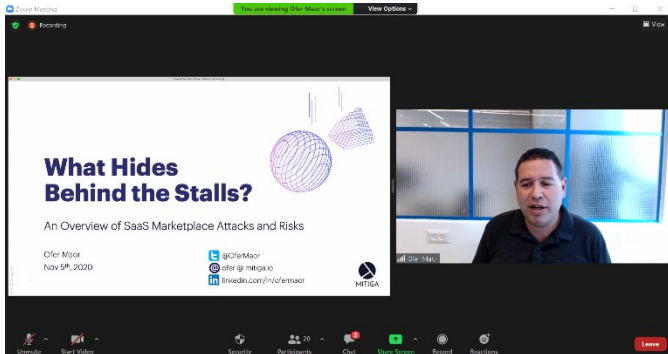 Zoom Meeting
You are viewing Ofer Maor's screen
View Options
Recording
View
What Hides
Behind the Stalls?
An Overview of SaaS Marketplace Attacks and Risks
Ofer Maor
Nov 5th, 2020
@OferMaor
ofer @ mitiga.io
linkedin.com/in/ofermaor
MITIGA
Ofer Maor
20
3
Unmute
Start Video
Security
Participants
Chat
Share Screen
Record
Reactions
Leave